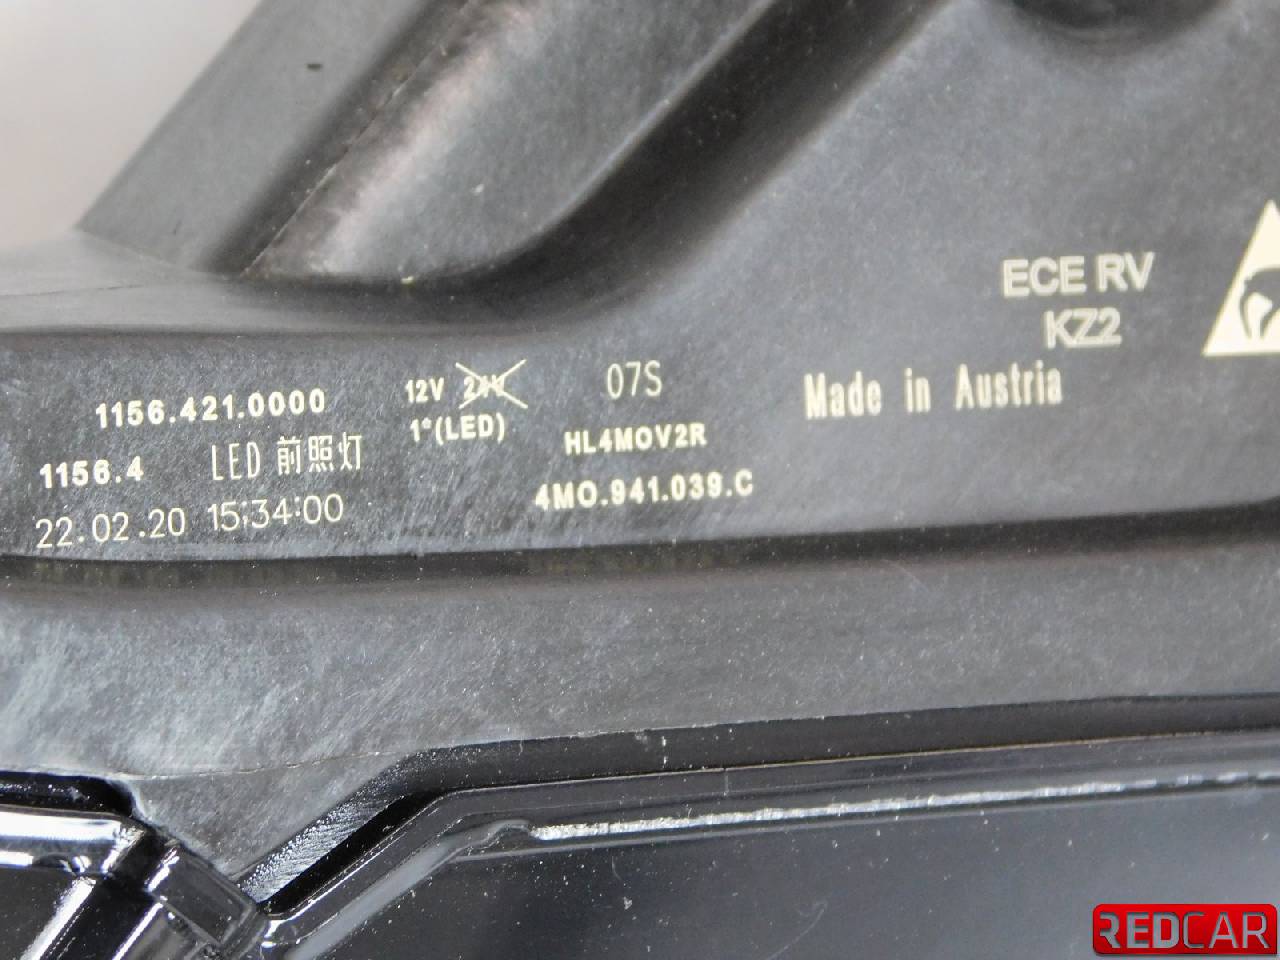 ECE RV
KZ2
12V 24V 07S Made in Austria
1156.421.0000 1°(LED) HL4MOV2R
1156.4 LED 前照灯 4MO.941.039.C
22.02.20 15:34:00
REDCAR